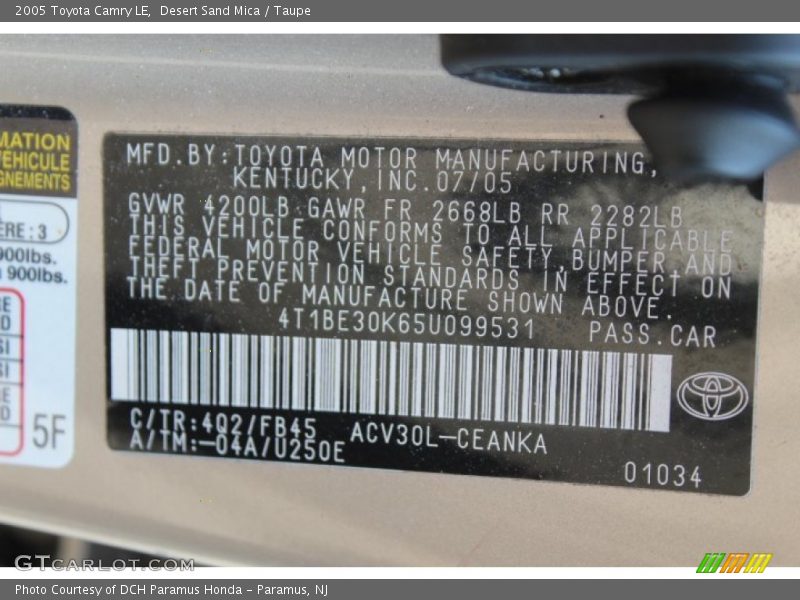 2005 Toyota Camry LE, Desert Sand Mica / Taupe
MATION
VEHICLE
GNEMENTS
ERE : 3
900lbs.
900lbs.
5F
MFD.BY:TOYOTA MOTOR MANUFACTURING,
KENTUCKY,INC.07/05
GVWR 4200LB GAWR FR 2668LB RR 2282LB
THIS VEHICLE CONFORMS TO ALL APPLICABLE
FEDERAL MOTOR VEHICLE SAFETY,BUMPER AND
THEFT PREVENTION STANDARDS IN EFFECT ON
THE DATE OF MANUFACTURE SHOWN ABOVE.
4T1BE30K65U099531 PASS.CAR
C/TR:4Q2/FB45 ACV30L-CEANKA
A/TM:-04A/U250E
01034
GTCARLOT.COM
Photo Courtesy of DCH Paramus Honda - Paramus, NJ